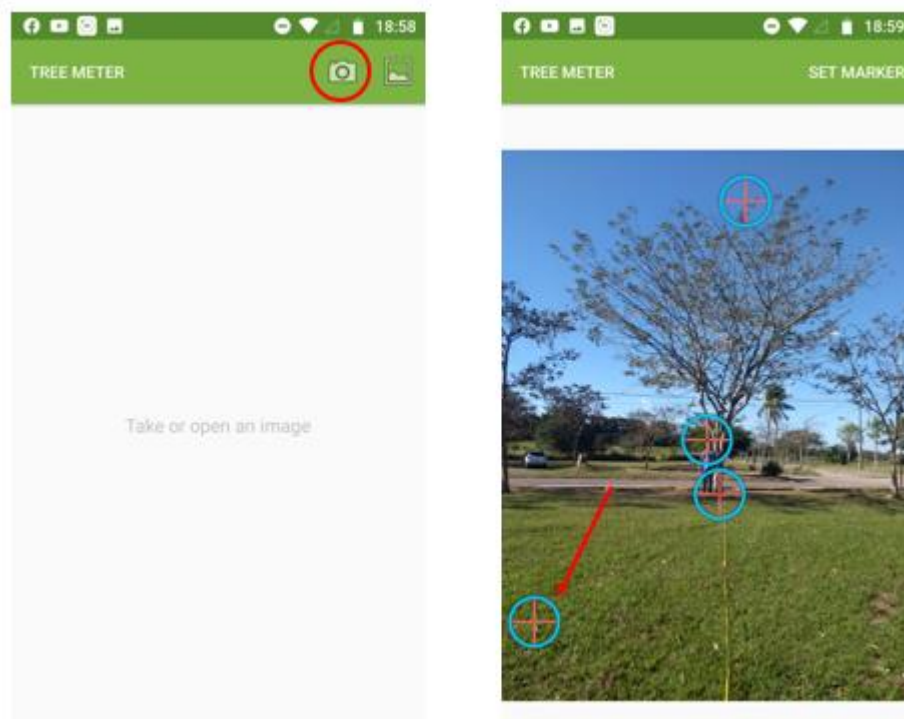 18:58
TREE METER
Take or open an image
18:59
TREE METER
SET MARKER